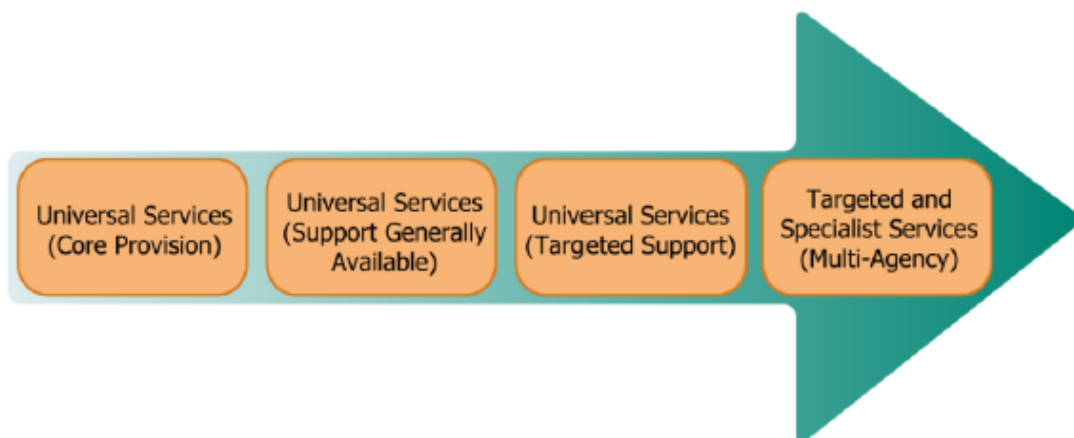 Universal Services
(Core Provision)
Universal Services
(Support Generally
Available)
Universal Services
(Targeted Support)
Targeted and
Specialist Services
(Multi-Agency)